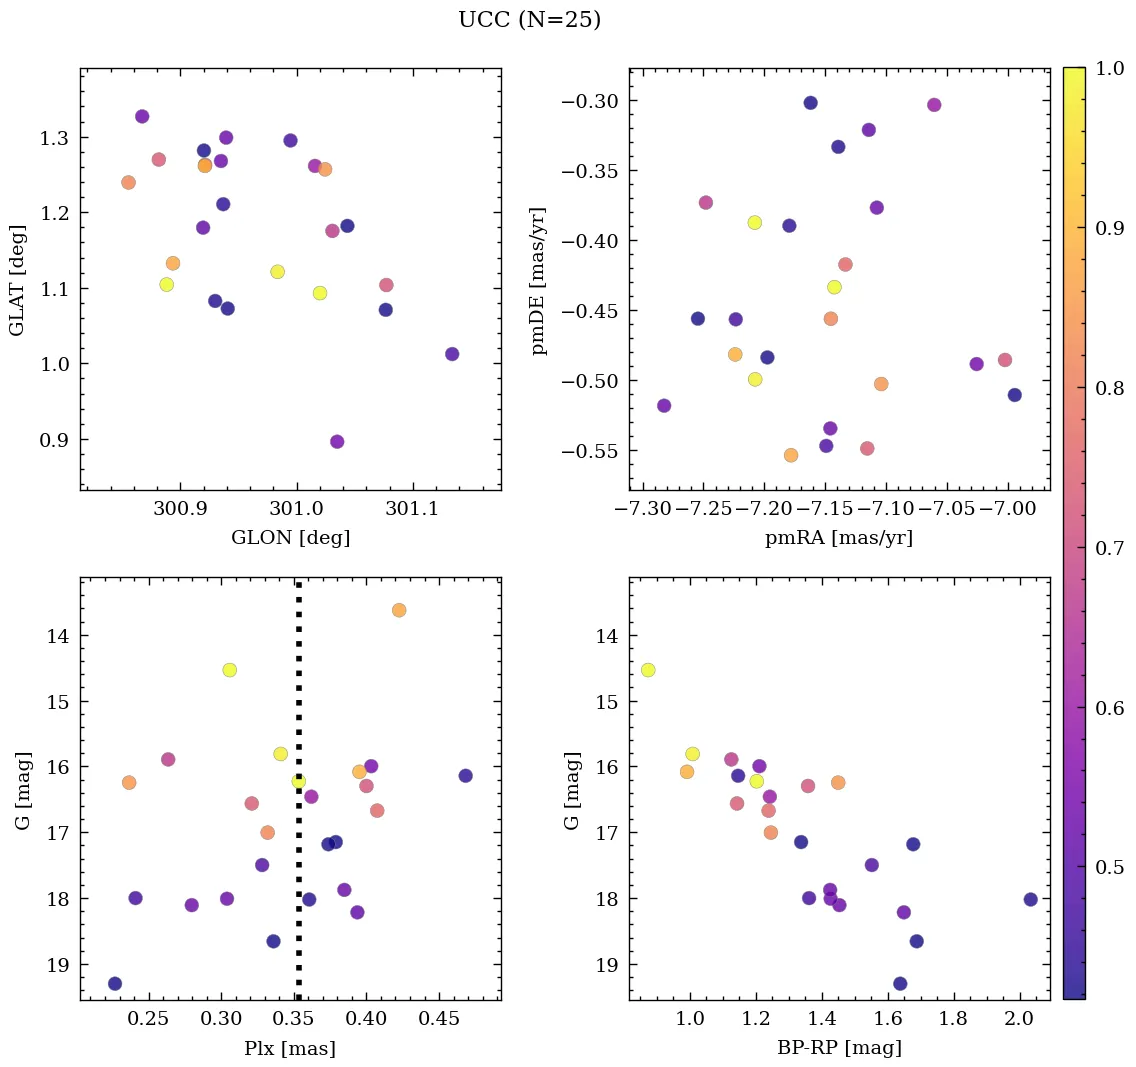 UCC (N=25)
1.3
1.2
1.1
1.0
0.9
GLAT [deg]
300.9 301.0 301.1
GLON [deg]
−0.30
−0.35
−0.40
−0.45
−0.50
−0.55
pmDE [mas/yr]
−7.30 −7.25 −7.20 −7.15 −7.10 −7.05 −7.00
pmRA [mas/yr]
1.0
0.9
0.8
0.7
0.6
0.5
14
15
16
17
18
19
G [mag]
0.25 0.30 0.35 0.40 0.45
Plx [mas]
14
15
16
17
18
19
G [mag]
1.0 1.2 1.4 1.6 1.8 2.0
BP-RP [mag]